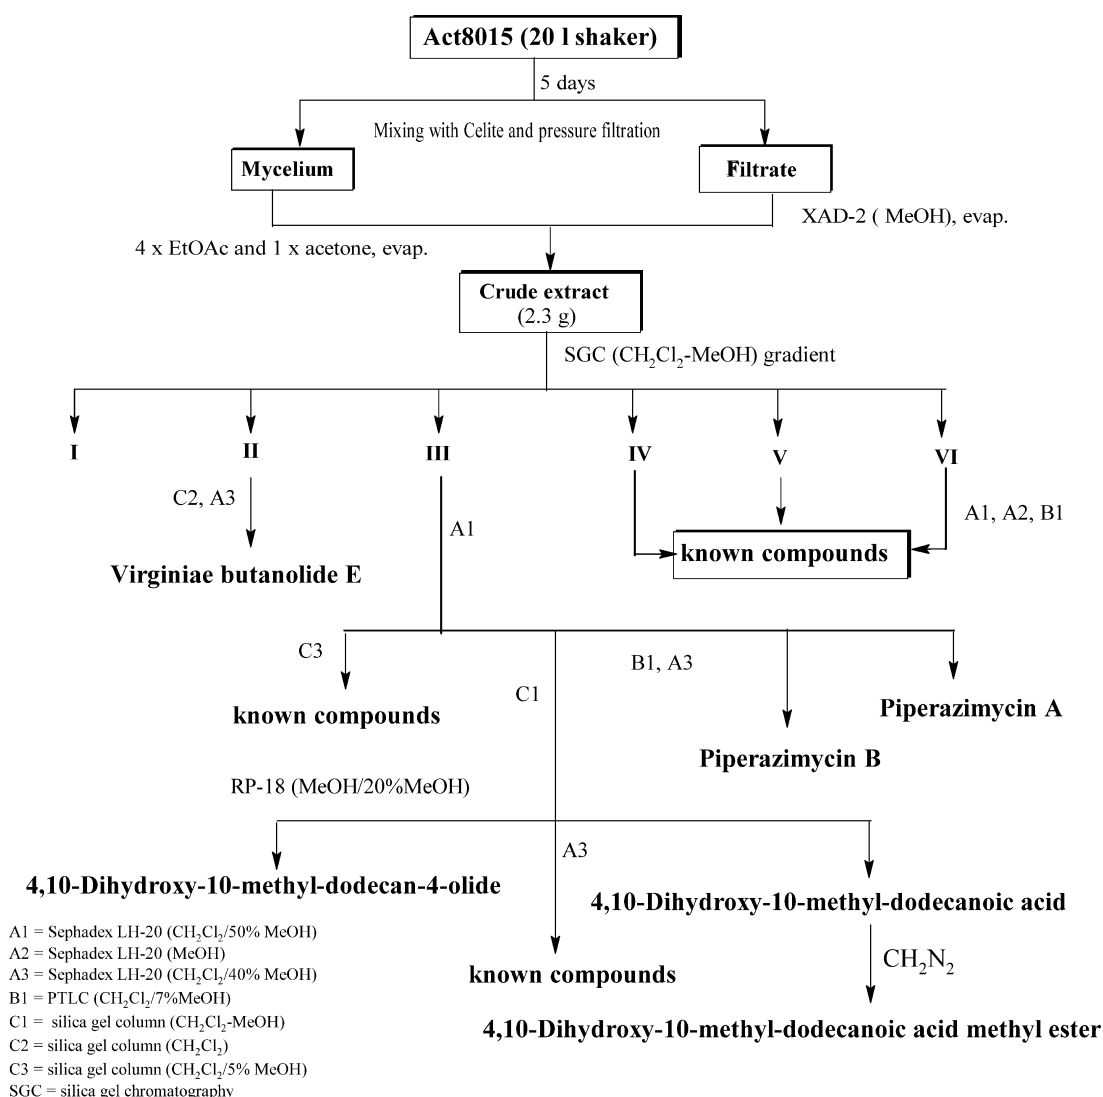 Act8015 (20 l shaker)
5 days
Mixing with Celite and pressure filtration
Mycelium
Filtrate
XAD-2 ( MeOH), evap.
4 x EtOAc and 1 x acetone, evap.
Crude extract
(2.3 g)
SGC (CH₂Cl₂-MeOH) gradient
I
II
III
IV
V
VI
C2, A3
A1
A1, A2, B1
known compounds
Virginiae butanolide E
C3
B1, A3
C1
known compounds
Piperazimycin A
Piperazimycin B
RP-18 (MeOH/20%MeOH)
A3
4,10-Dihydroxy-10-methyl-dodecan-4-olide
4,10-Dihydroxy-10-methyl-dodecanoic acid
CH₂N₂
known compounds
4,10-Dihydroxy-10-methyl-dodecanoic acid methyl ester
A1 = Sephadex LH-20 (CH₂Cl₂/50% MeOH)
A2 = Sephadex LH-20 (MeOH)
A3 = Sephadex LH-20 (CH₂Cl₂/40% MeOH)
B1 = PTLC (CH₂Cl₂/7%MeOH)
C1 = silica gel column (CH₂Cl₂-MeOH)
C2 = silica gel column (CH₂Cl₂)
C3 = silica gel column (CH₂Cl₂/5% MeOH)
SGC = silica gel chromatography